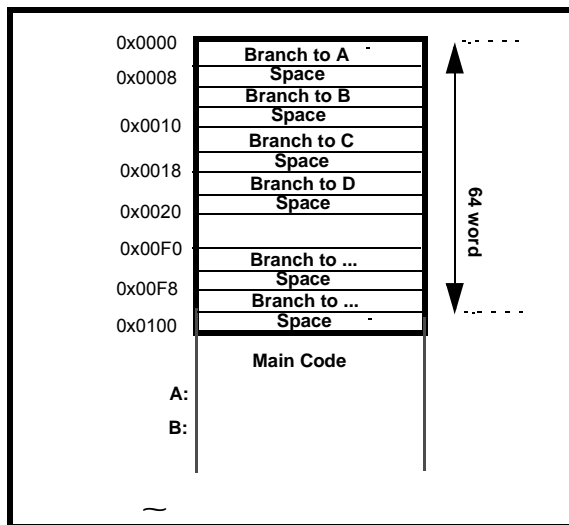 0x0000
Branch to A
0x0008
Space
Branch to B
Space
0x0010
Branch to C
Space
0x0018
Branch to D
Space
0x0020
0x00F0
Branch to ...
Space
0x00F8
Branch to ...
Space
0x0100
64 word
Main Code
A:
B:
~